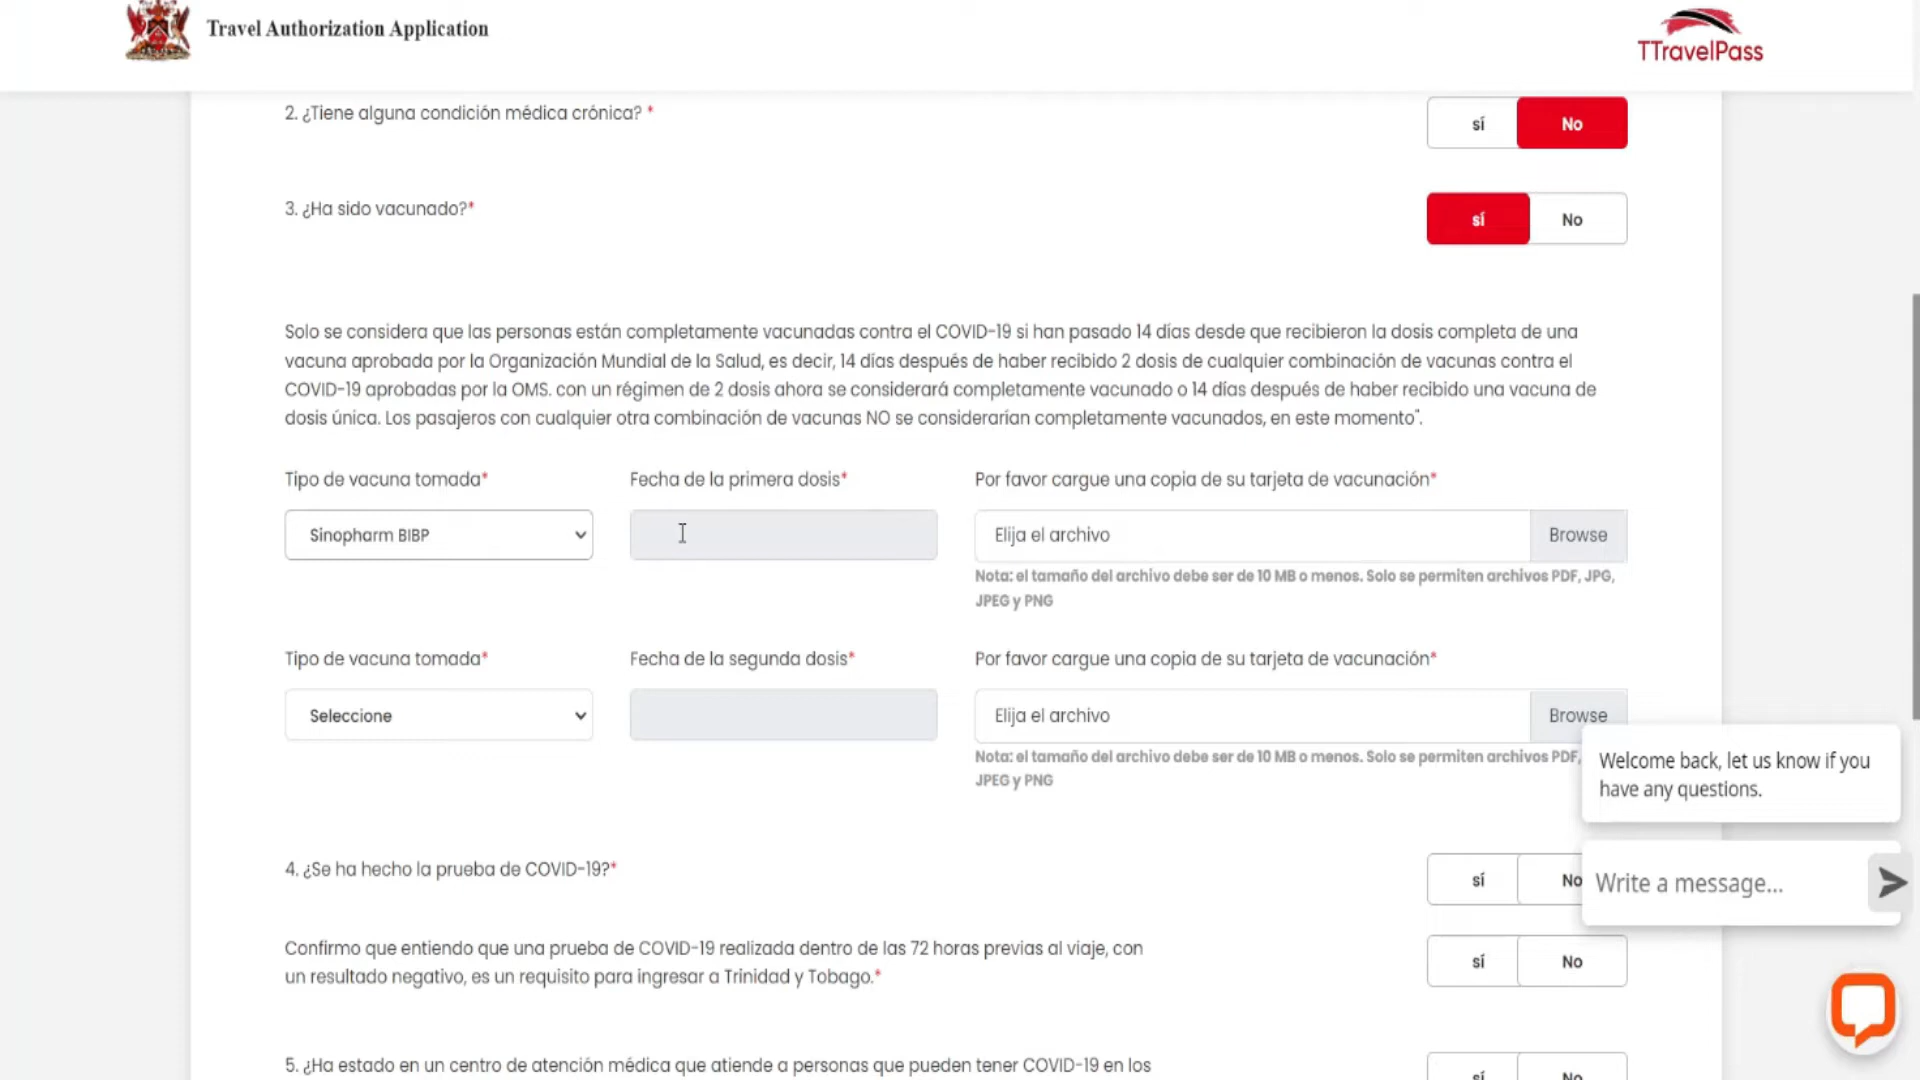 Travel Authorization Application
TTravelPass
2. ¿Tiene alguna condición médica crónica? *
sí
No
3. ¿Ha sido vacunado?*
sí
No
Solo se considera que las personas están completamente vacunadas contra el COVID-19 si han pasado 14 días desde que recibieron la dosis completa de una
vacuna aprobada por la Organización Mundial de la Salud, es decir, 14 días después de haber recibido 2 dosis de cualquier combinación de vacunas contra el
COVID-19 aprobadas por la OMS. con un régimen de 2 dosis ahora se considerará completamente vacunado o 14 días después de haber recibido una vacuna de
dosis única. Los pasajeros con cualquier otra combinación de vacunas NO se considerarían completamente vacunados, en este momento".
Tipo de vacuna tomada*
Fecha de la primera dosis*
Por favor cargue una copia de su tarjeta de vacunación*
Sinopharm BIBP
Elija el archivo
Browse
Nota: el tamaño del archivo debe ser de 10 MB o menos. Solo se permiten archivos PDF, JPG,
JPEG y PNG
Tipo de vacuna tomada*
Fecha de la segunda dosis*
Por favor cargue una copia de su tarjeta de vacunación*
Seleccione
Elija el archivo
Browse
Nota: el tamaño del archivo debe ser de 10 MB o menos. Solo se permiten archivos PDF,
JPEG y PNG
Welcome back, let us know if you
have any questions.
4. ¿Se ha hecho la prueba de COVID-19?*
sí
No
Write a message...
Confirmo que entiendo que una prueba de COVID-19 realizada dentro de las 72 horas previas al viaje, con
un resultado negativo, es un requisito para ingresar a Trinidad y Tobago.*
sí
No
5. ¿Ha estado en un centro de atención médica que atiende a personas que pueden tener COVID-19 en los
sí
No